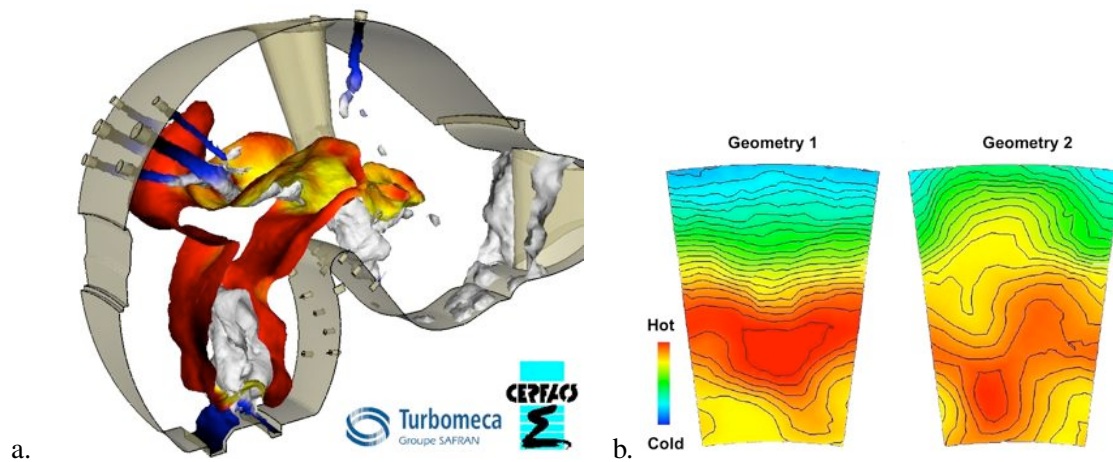 a.
Turbomeca
Groupe SAFRAN
CERFACS
b.
Geometry 1
Geometry 2
Hot
Cold